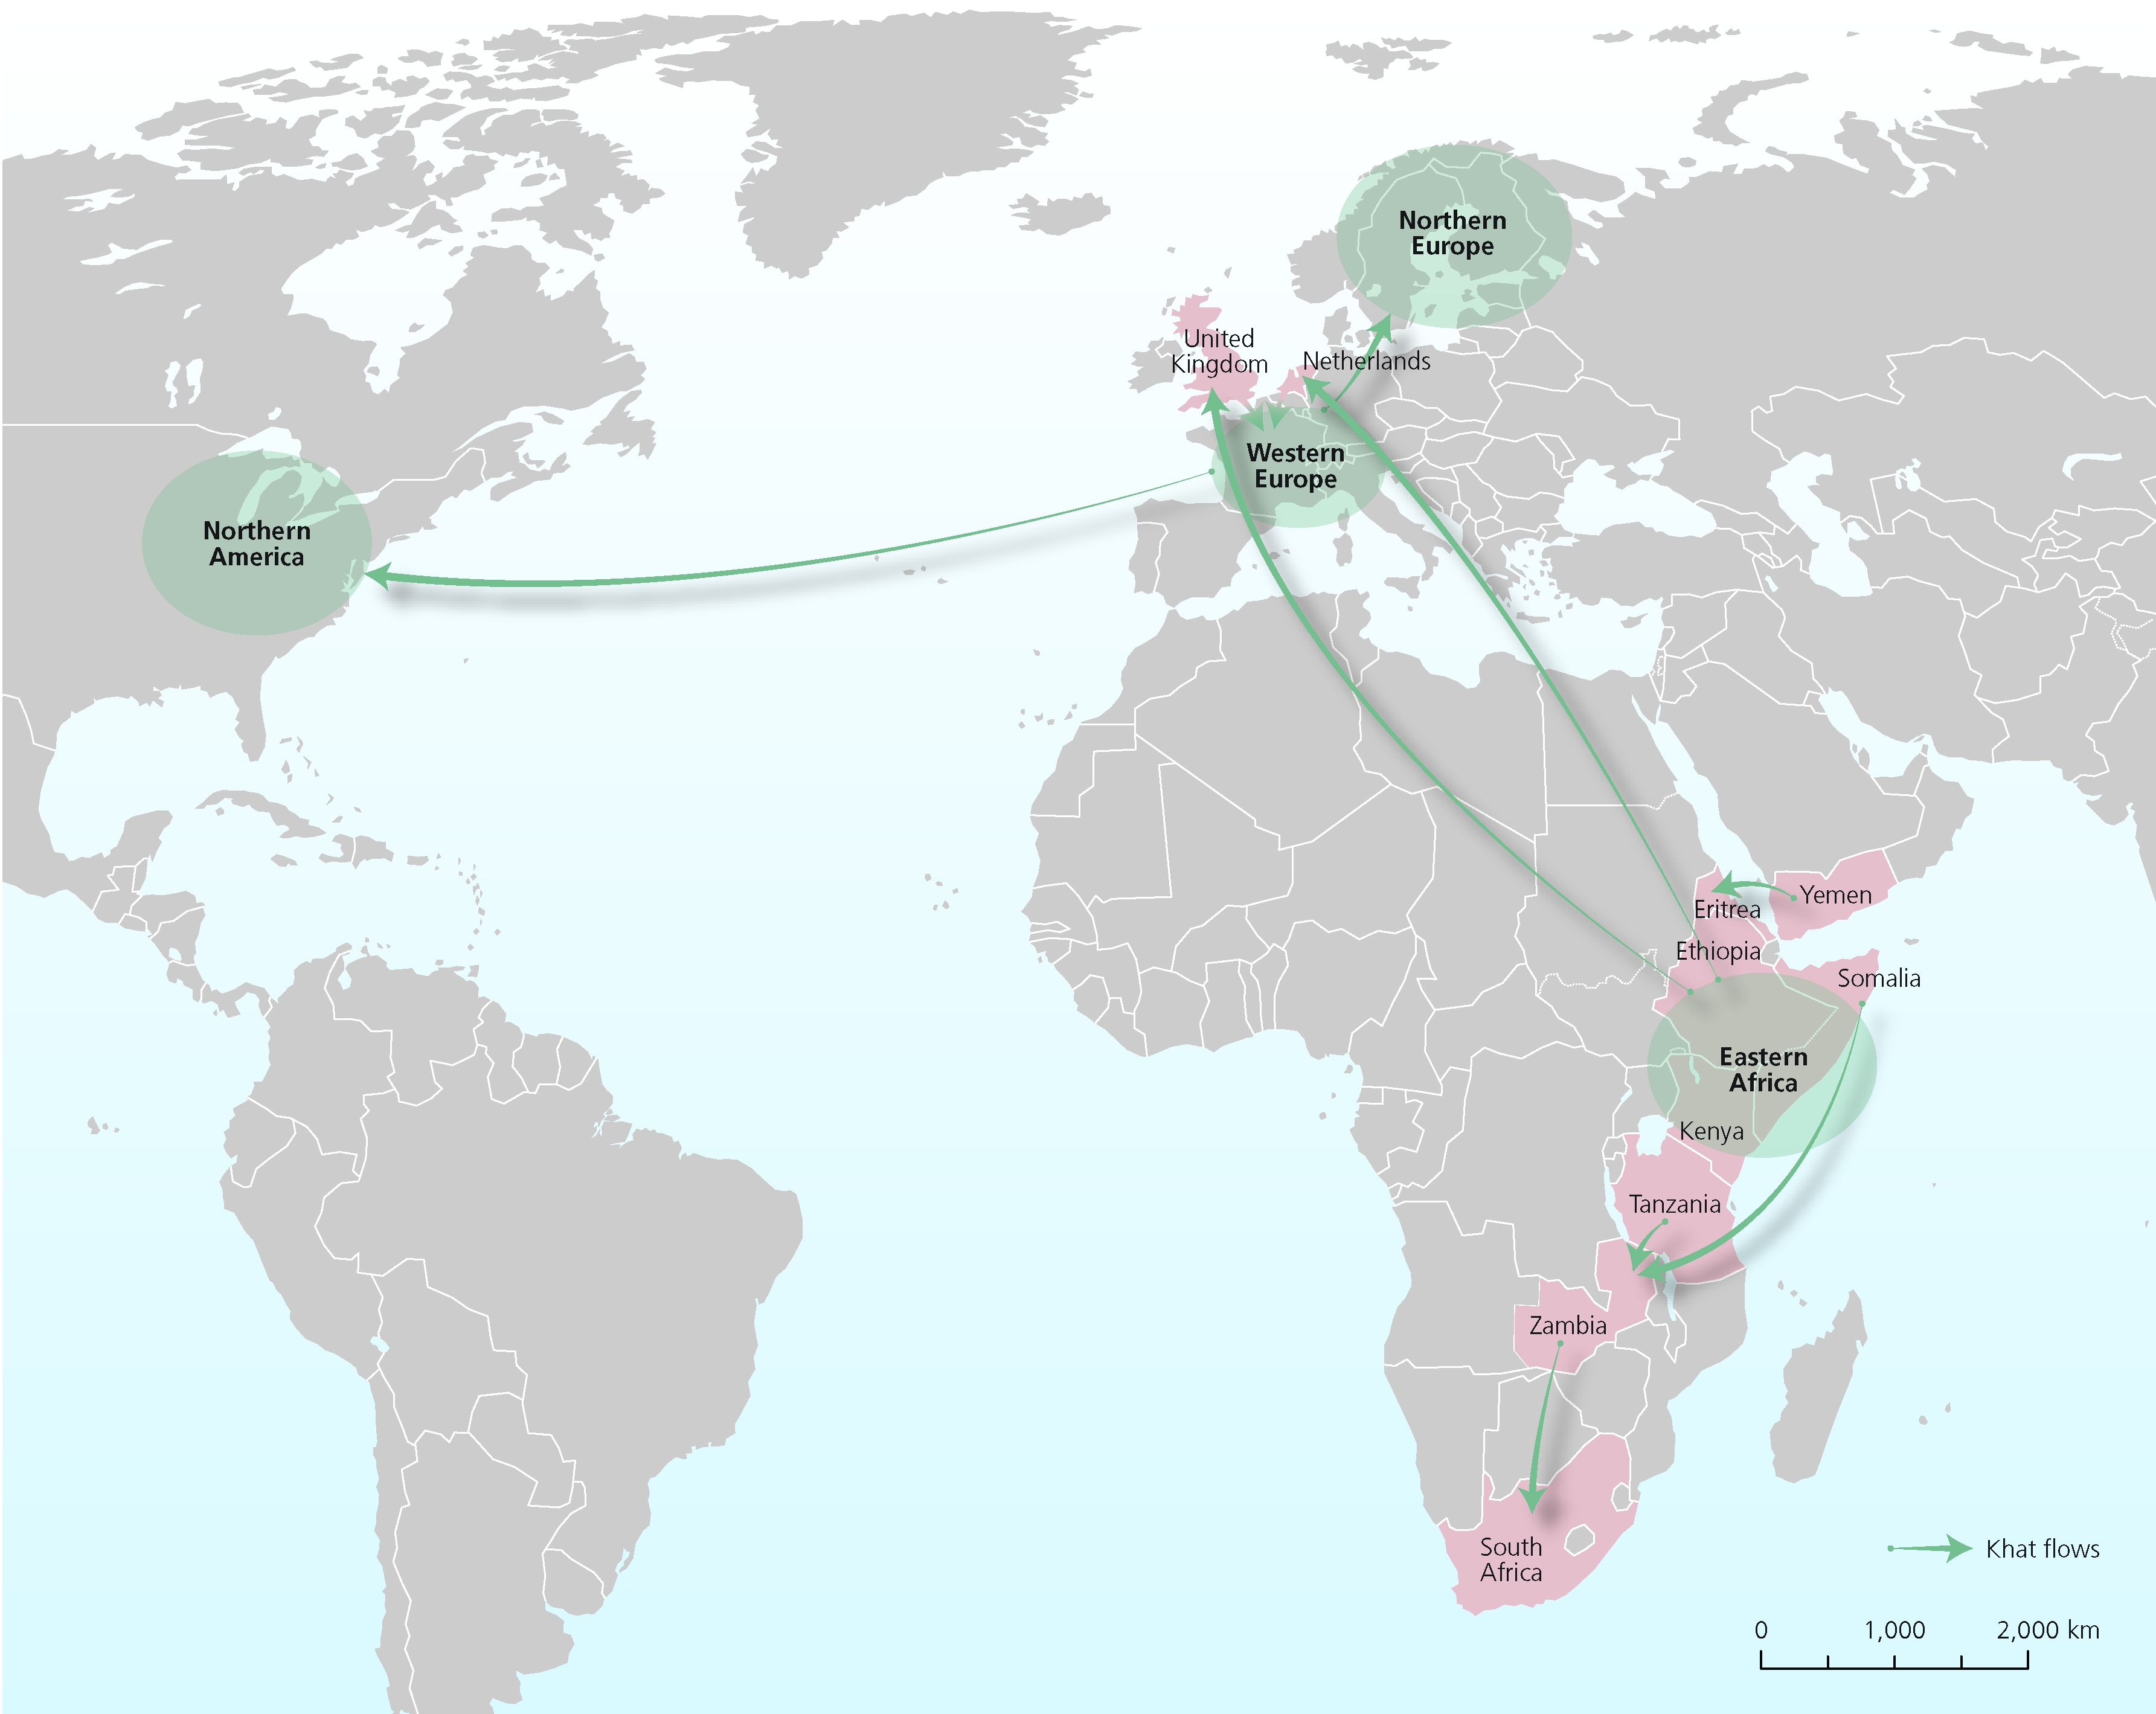 Northern
Europe
United
Kingdom
Netherlands
Western
Europe
Northern
America
Yemen
Eritrea
Ethiopia
Somalia
Eastern
Africa
Kenya
Tanzania
Zambia
South
Africa
Khat flows
0 1,000 2,000 km